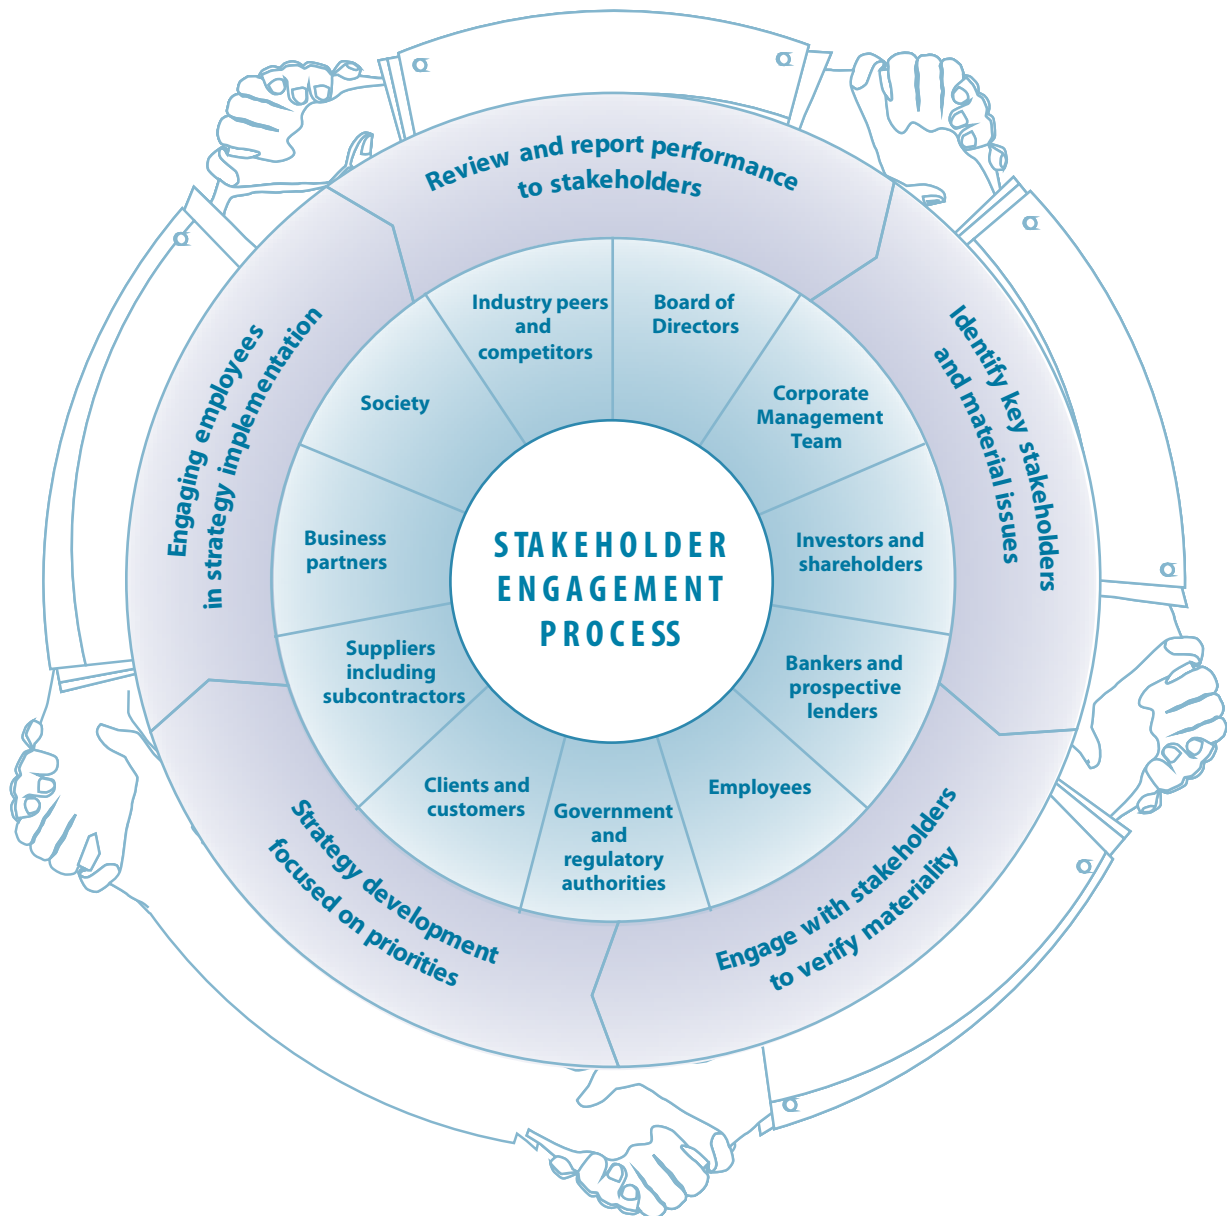 Review and report performance
to stakeholders
Identify key stakeholders
and material issues
Engage with stakeholders
to verify materiality
Strategy development
focused on priorities
Engaging employees
in strategy implementation
Board of
Directors
Corporate
Management
Team
Investors and
shareholders
Bankers and
prospective
lenders
Employees
Government
and
regulatory
authorities
Clients and
customers
Suppliers
including
subcontractors
Business
partners
Society
Industry peers
and
competitors
STAKEHOLDER
ENGAGEMENT
PROCESS